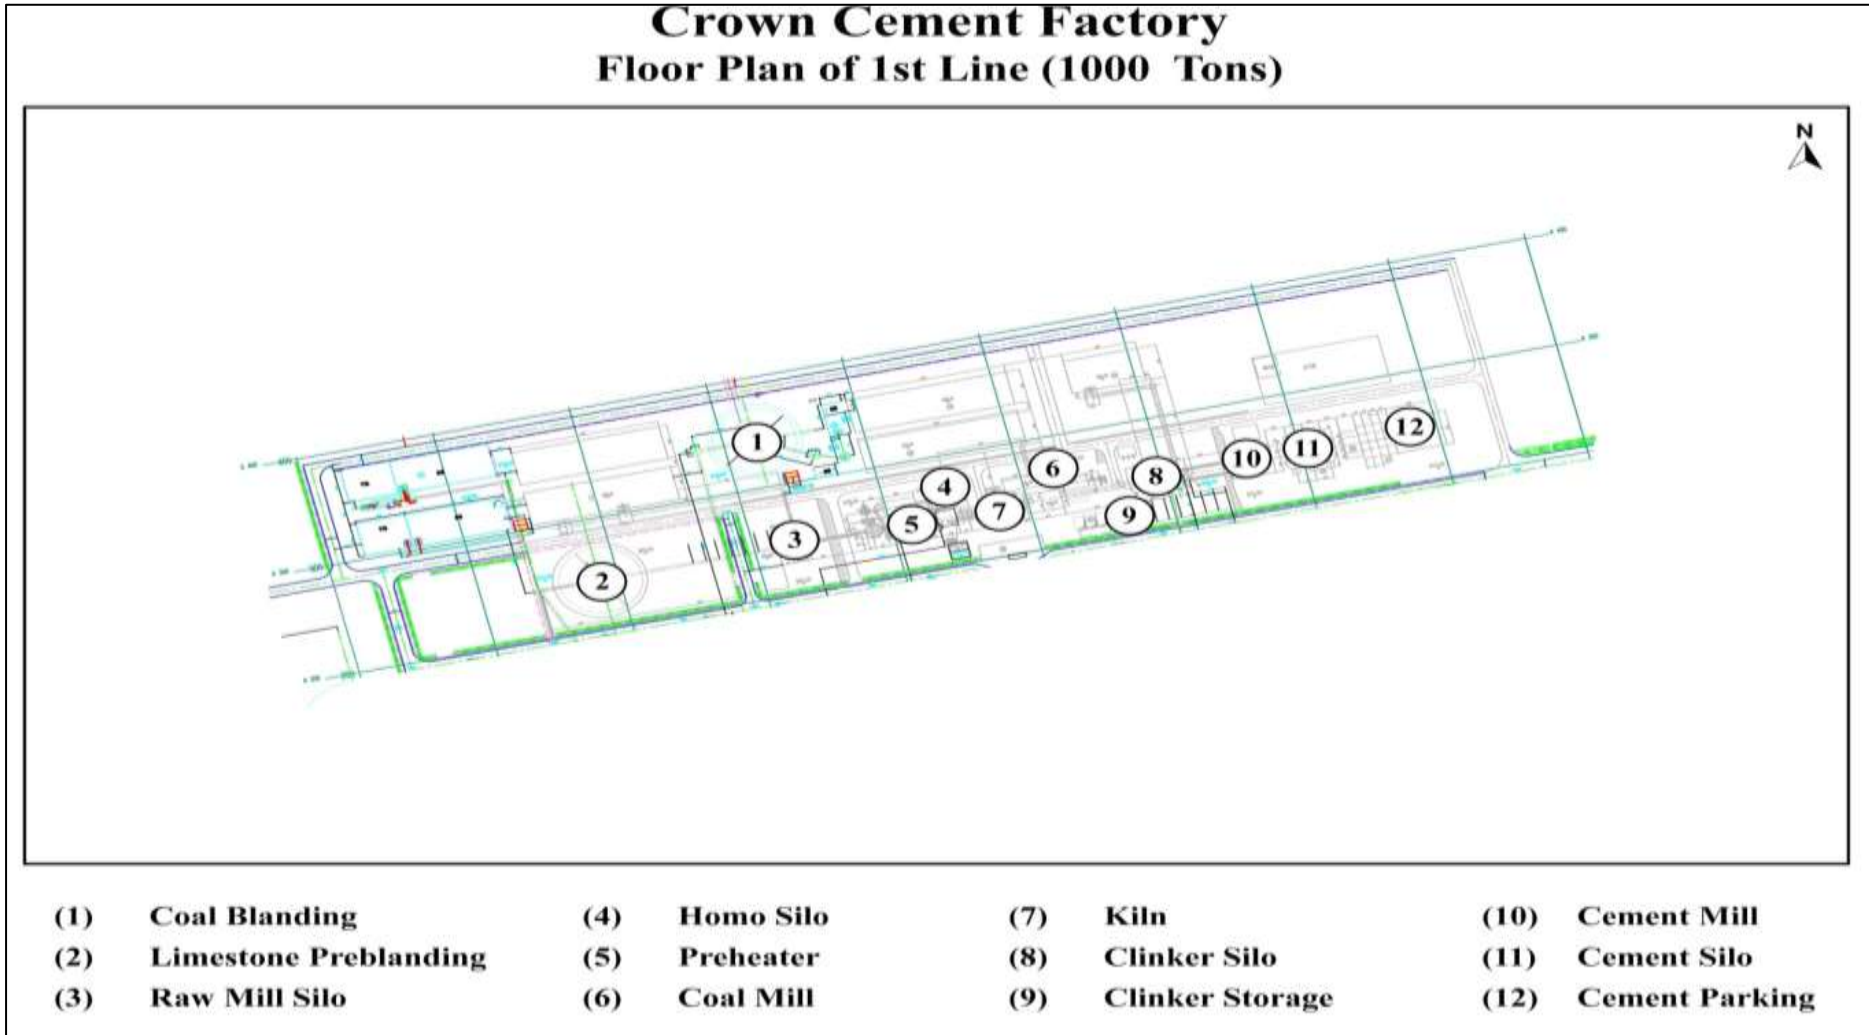 Crown Cement Factory
Floor Plan of 1st Line (1000 Tons)
N
1
12
11
10
6
8
4
9
7
5
3
2
(1) Coal Blanding (4) Homo Silo (7) Kiln (10) Cement Mill
(2) Limestone Preblanding (5) Preheater (8) Clinker Silo (11) Cement Silo
(3) Raw Mill Silo (6) Coal Mill (9) Clinker Storage (12) Cement Parking